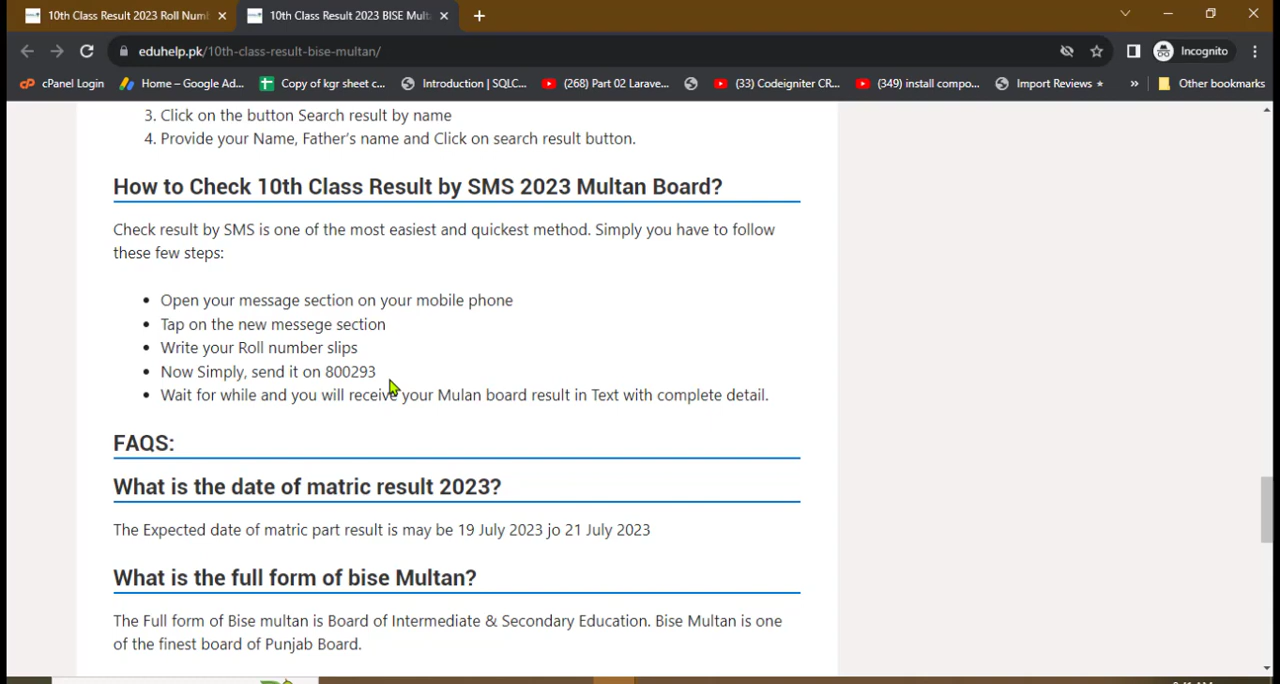 10th Class Result 2023 Roll Num
10th Class Result 2023 BISE Mult
eduhelp.pk/10th-class-result-bise-multan/
Incognito
cPanel Login
Home – Google Ad...
Copy of kgr sheet c...
Introduction | SQLC...
(268) Part 02 Larave...
(33) Codeigniter CR...
(349) install compo...
Import Reviews
»
Other bookmarks
3. Click on the button Search result by name
4. Provide your Name, Father's name and Click on search result button.
How to Check 10th Class Result by SMS 2023 Multan Board?
Check result by SMS is one of the most easiest and quickest method. Simply you have to follow
these few steps:
• Open your message section on your mobile phone
• Tap on the new messege section
• Write your Roll number slips
• Now Simply, send it on 800293
• Wait for while and you will receive your Mulan board result in Text with complete detail.
FAQS:
What is the date of matric result 2023?
The Expected date of matric part result is may be 19 July 2023 jo 21 July 2023
What is the full form of bise Multan?
The Full form of Bise multan is Board of Intermediate & Secondary Education. Bise Multan is one
of the finest board of Punjab Board.